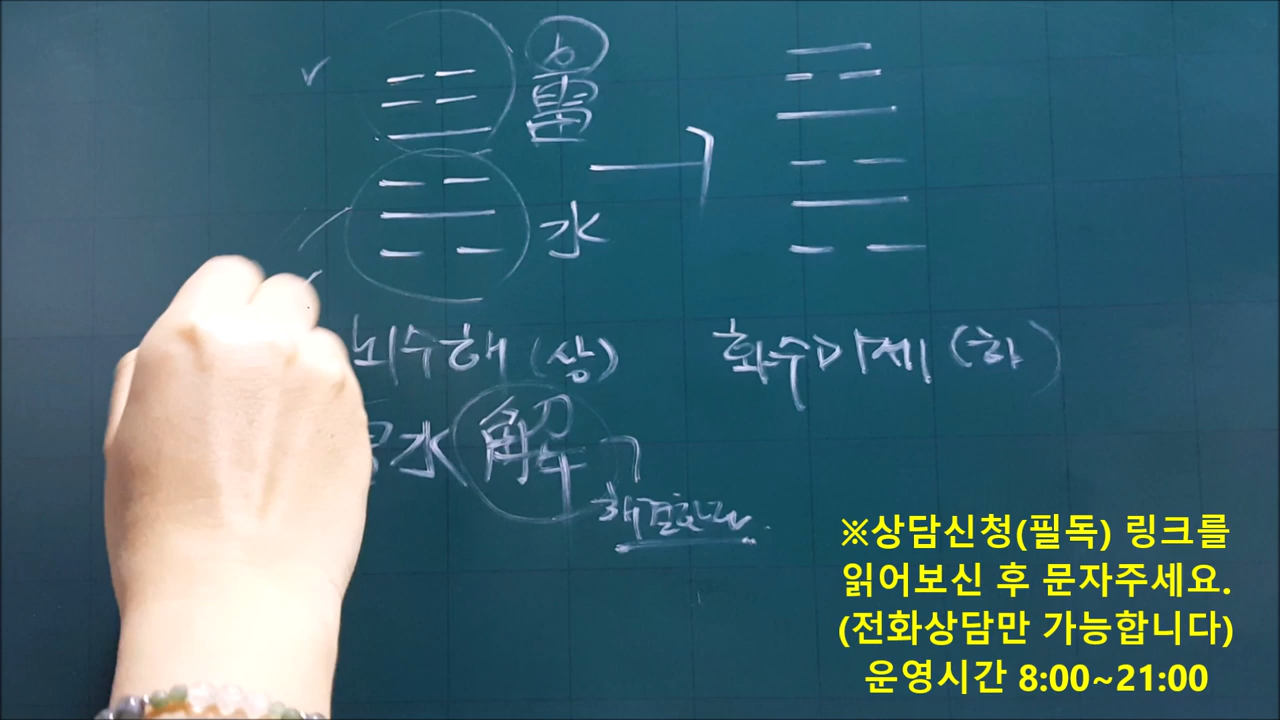 6
雷
水
뇌수해 (상)
화수미제 (하)
水 解
해결한다.
※상담신청(필독) 링크를
읽어보신 후 문자주세요.
(전화상담만 가능합니다)
운영시간 8:00~21:00